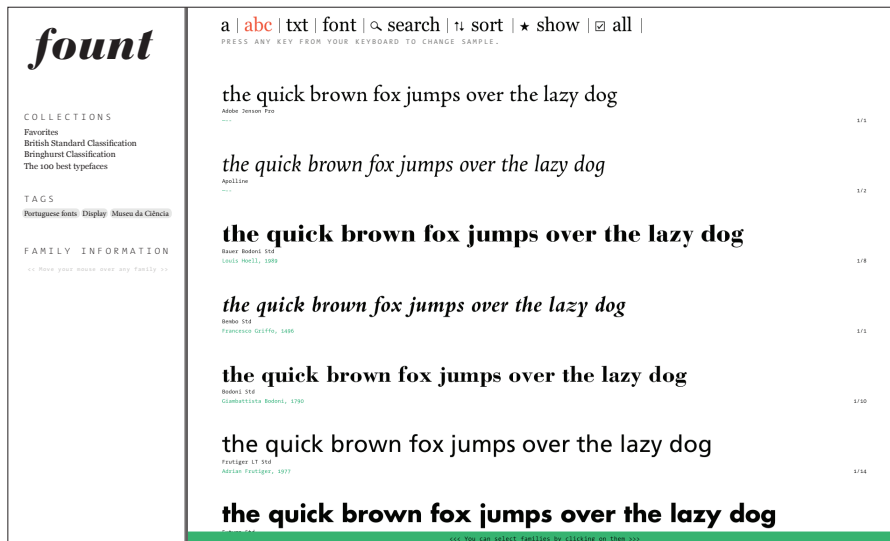 fount
COLLECTIONS
Favorites
British Standard Classification
Bringhurst Classification
The 100 best typefaces
TAGS
Portuguese fonts Display Museu da Ciência
FAMILY INFORMATION
<< Move your mouse over any family >>
a | abc | txt | font | search | sort | ★ show | all |
PRESS ANY KEY FROM YOUR KEYBOARD TO CHANGE SAMPLE.
the quick brown fox jumps over the lazy dog
Adobe Jenson Pro
1/1
the quick brown fox jumps over the lazy dog
Apolline
1/2
the quick brown fox jumps over the lazy dog
Bauer Bodoni Std
Louis Hoell, 1989
1/8
the quick brown fox jumps over the lazy dog
Bembo Std
Francesco Griffo, 1496
1/1
the quick brown fox jumps over the lazy dog
Bodoni Std
Giambattista Bodoni, 1790
1/10
the quick brown fox jumps over the lazy dog
Frutiger LT Std
Adrian Frutiger, 1977
1/14
the quick brown fox jumps over the lazy dog
<<< You can select families by clicking on them >>>